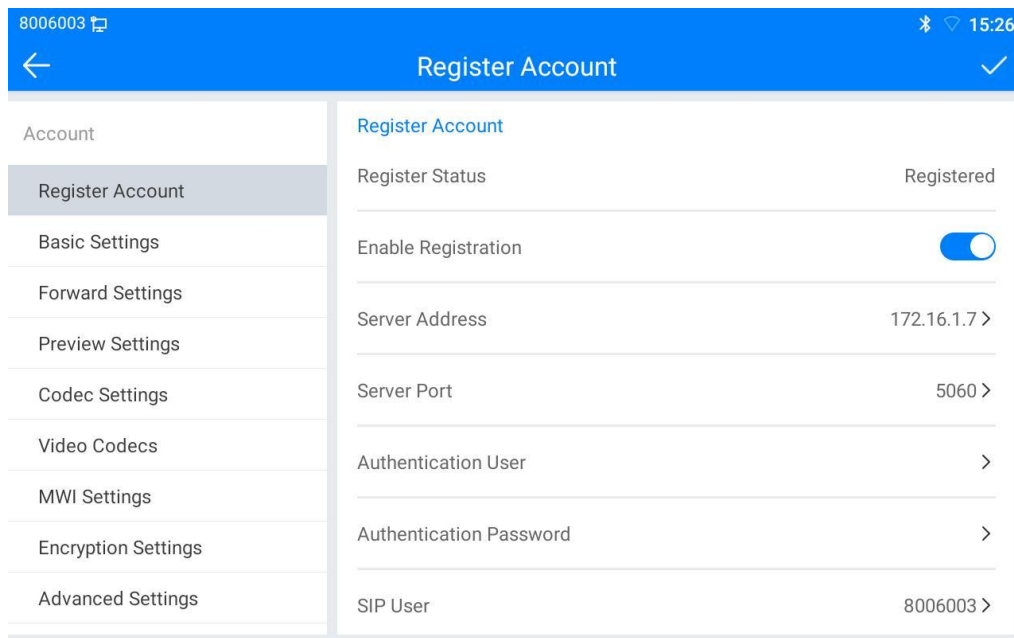 8006003 15:26
Register Account
Account
Register Account
Basic Settings
Forward Settings
Preview Settings
Codec Settings
Video Codecs
MWI Settings
Encryption Settings
Advanced Settings
Register Account
Register Status Registered
Enable Registration
Server Address 172.16.1.7
Server Port 5060
Authentication User
Authentication Password
SIP User 8006003